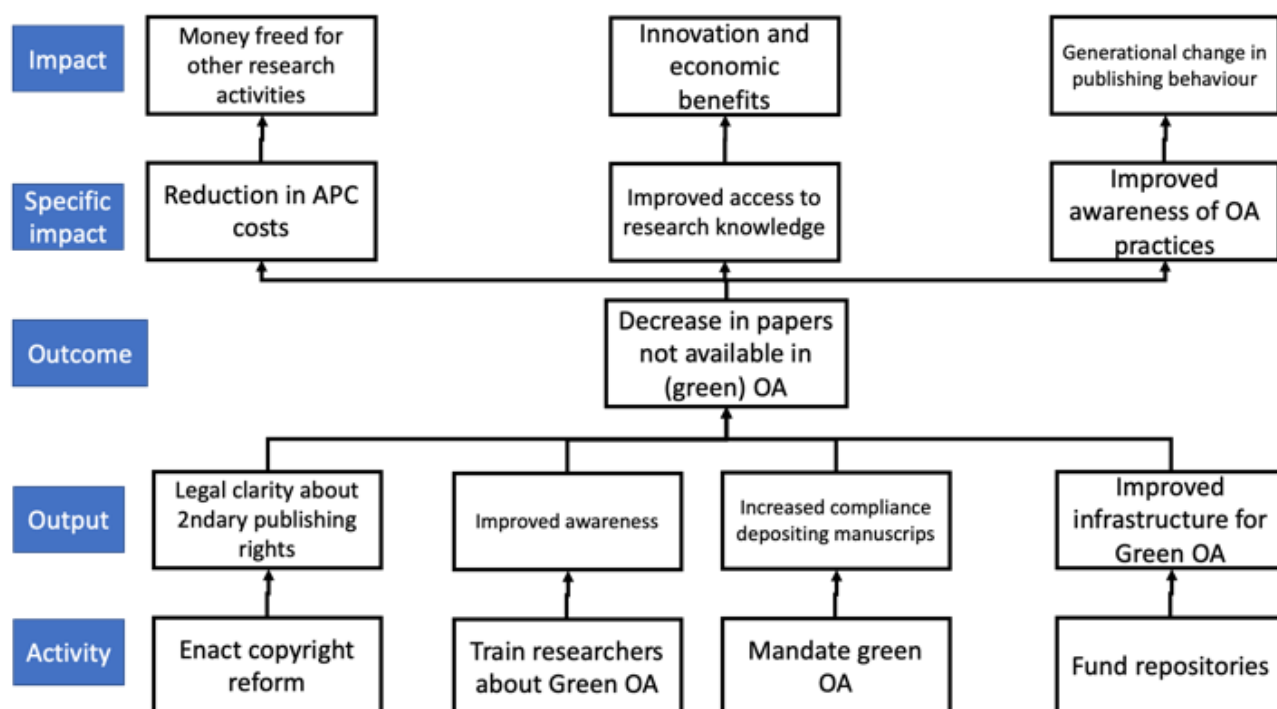 Impact
Money freed for
other research
activities
Innovation and
economic
benefits
Generational change in
publishing behaviour
Specific
impact
Reduction in APC
costs
Improved access to
research knowledge
Improved
awareness of OA
practices
Outcome
Decrease in papers
not available in
(green) OA
Output
Legal clarity about
2ndary publishing
rights
Improved awareness
Increased compliance
depositing manuscrips
Improved
infrastructure for
Green OA
Activity
Enact copyright
reform
Train researchers
about Green OA
Mandate green
OA
Fund repositories